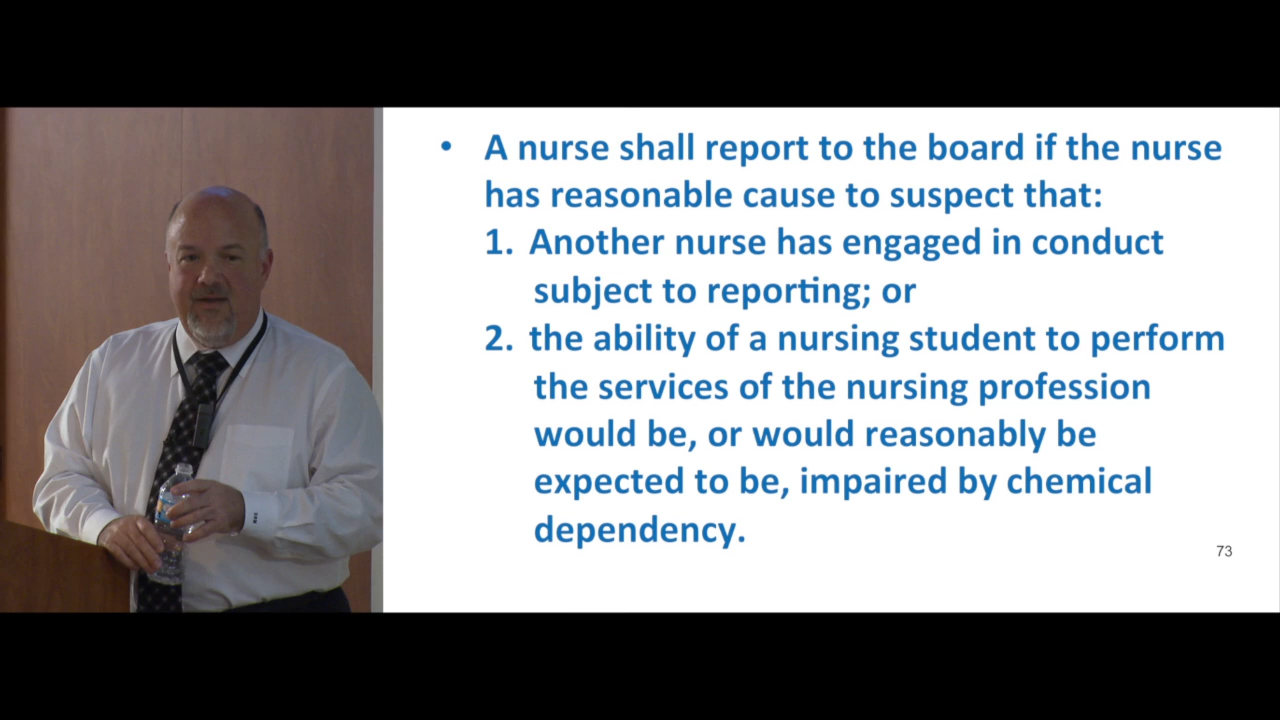 • A nurse shall report to the board if the nurse
has reasonable cause to suspect that:
1. Another nurse has engaged in conduct
subject to reporting; or
2. the ability of a nursing student to perform
the services of the nursing profession
would be, or would reasonably be
expected to be, impaired by chemical
dependency.
73